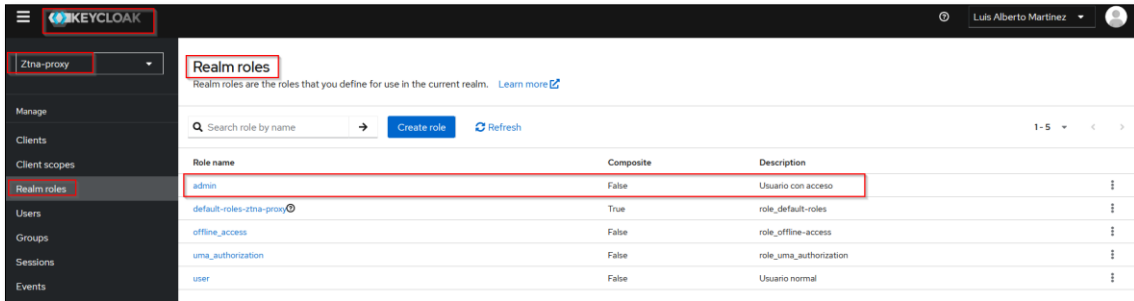 KEYCLOAK
Luis Alberto Martinez
Ztna-proxy
Manage
Clients
Client scopes
Realm roles
Users
Groups
Sessions
Events
Realm roles
Realm roles are the roles that you define for use in the current realm. Learn more
Search role by name Create role Refresh 1-5
Role name Composite Description
admin False Usuario con acceso
default-roles-ztna-proxy True role_default-roles
offline_access False role_offline-access
uma_authorization False role_uma_authorization
user False Usuario normal